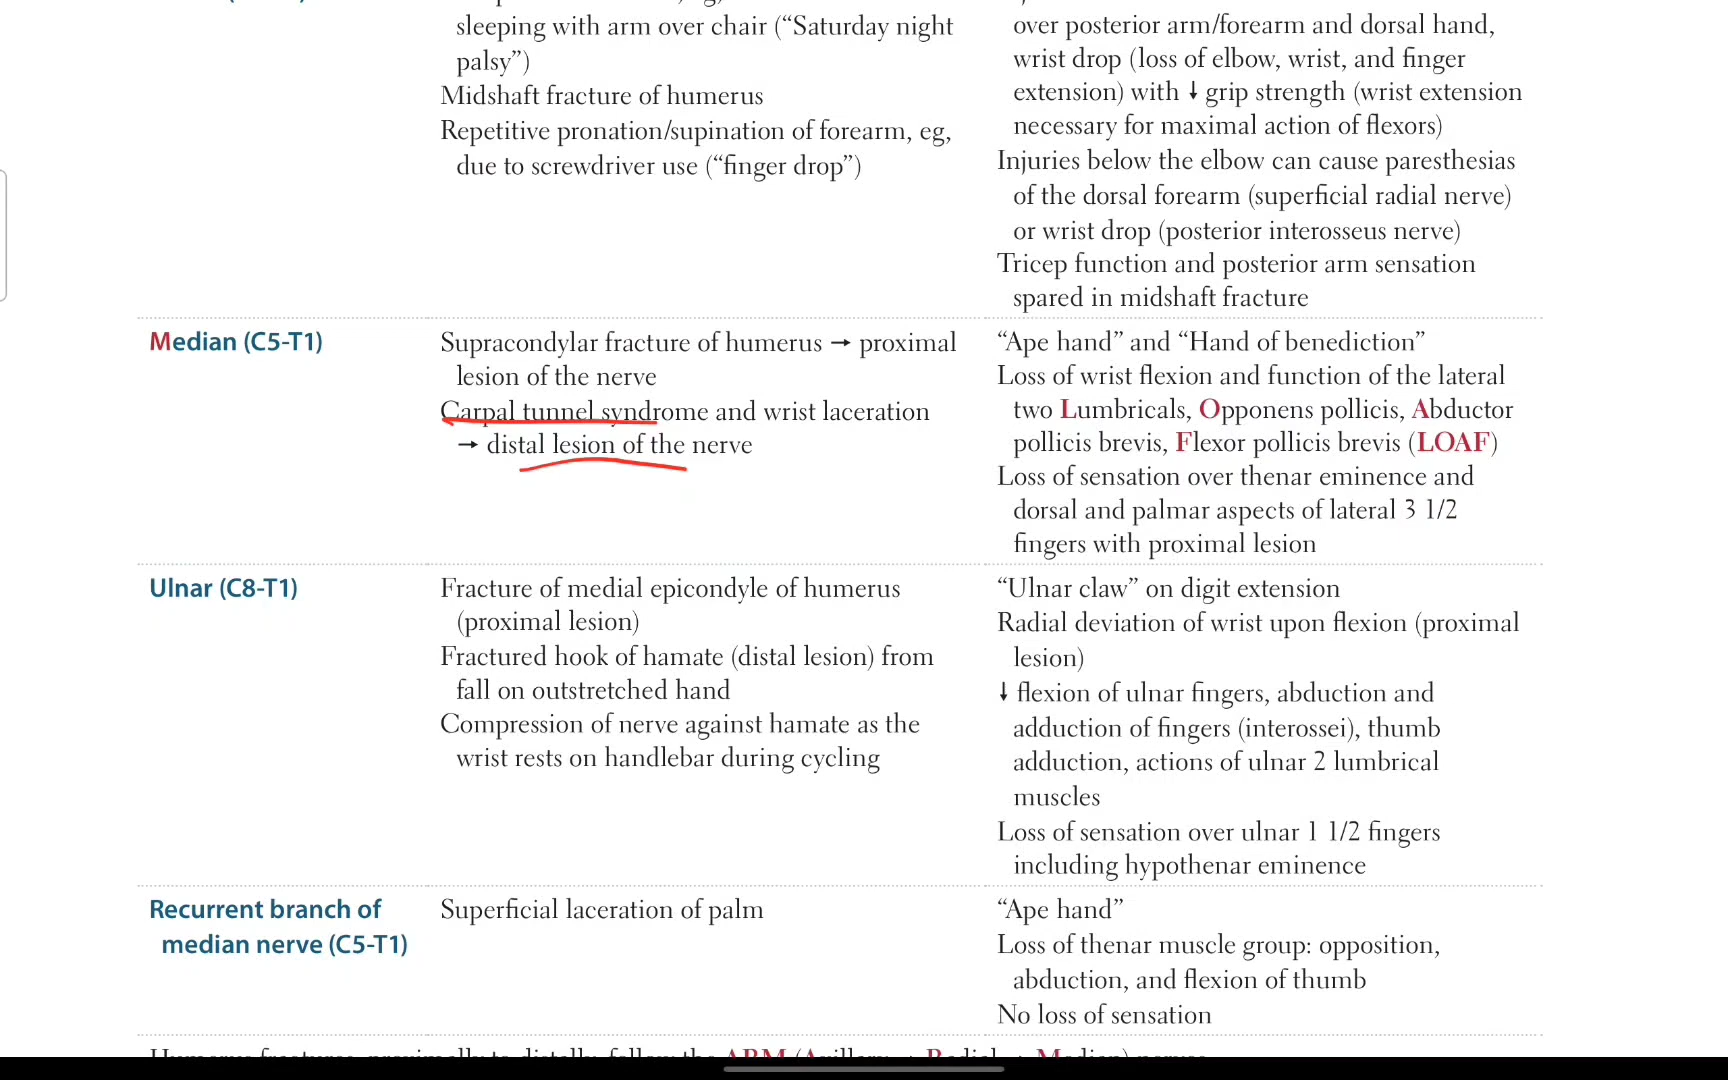 sleeping with arm over chair (“Saturday night
palsy”)
Midshaft fracture of humerus
Repetitive pronation/supination of forearm, eg,
due to screwdriver use (“finger drop”)
over posterior arm/forearm and dorsal hand,
wrist drop (loss of elbow, wrist, and finger
extension) with ↓ grip strength (wrist extension
necessary for maximal action of flexors)
Injuries below the elbow can cause paresthesias
of the dorsal forearm (superficial radial nerve)
or wrist drop (posterior interosseus nerve)
Tricep function and posterior arm sensation
spared in midshaft fracture
Median (C5-T1)
Supracondylar fracture of humerus → proximal
lesion of the nerve
Carpal tunnel syndrome and wrist laceration
→ distal lesion of the nerve
“Ape hand” and “Hand of benediction”
Loss of wrist flexion and function of the lateral
two Lumbricals, Opponens pollicis, Abductor
pollicis brevis, Flexor pollicis brevis (LOAF)
Loss of sensation over thenar eminence and
dorsal and palmar aspects of lateral 3 1/2
fingers with proximal lesion
Ulnar (C8-T1)
Fracture of medial epicondyle of humerus
(proximal lesion)
Fractured hook of hamate (distal lesion) from
fall on outstretched hand
Compression of nerve against hamate as the
wrist rests on handlebar during cycling
“Ulnar claw” on digit extension
Radial deviation of wrist upon flexion (proximal
lesion)
↓ flexion of ulnar fingers, abduction and
adduction of fingers (interossei), thumb
adduction, actions of ulnar 2 lumbrical
muscles
Loss of sensation over ulnar 1 1/2 fingers
including hypothenar eminence
Recurrent branch of
median nerve (C5-T1)
Superficial laceration of palm
“Ape hand”
Loss of thenar muscle group: opposition,
abduction, and flexion of thumb
No loss of sensation
Humerus fractures, proximally to distally, follow the ARM (Axillary → Radial → Median) nerves